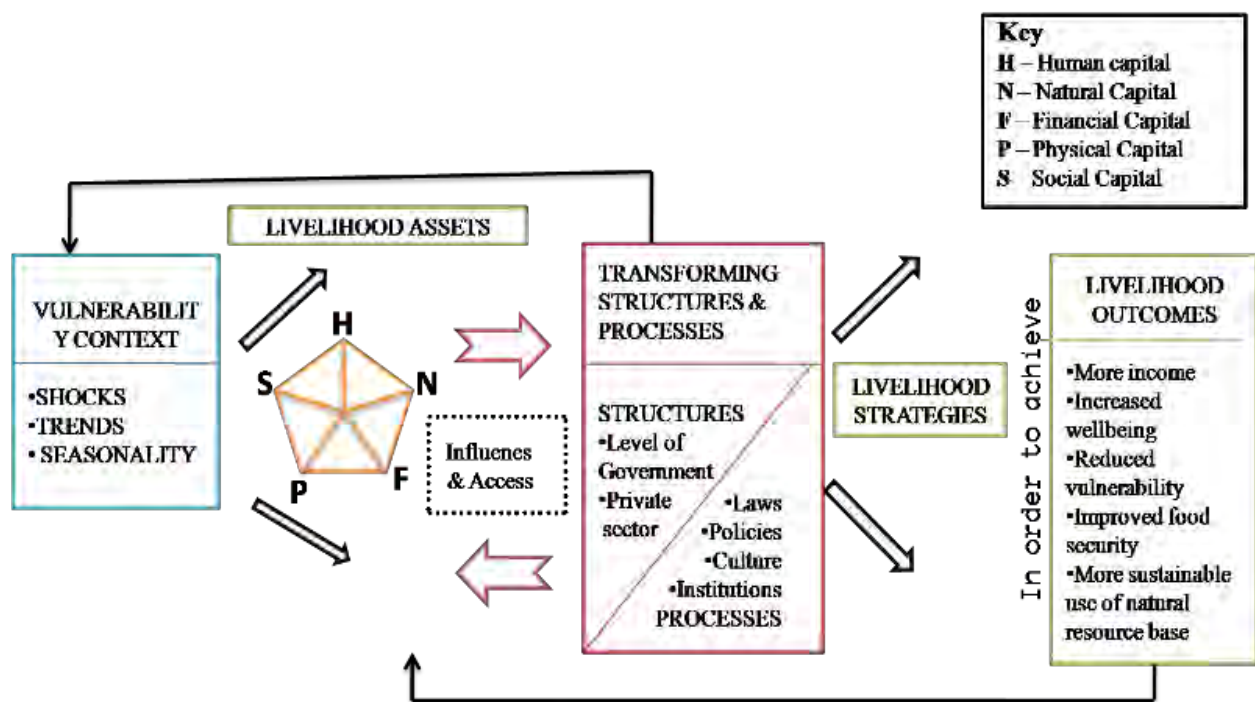 Key
H – Human capital
N – Natural Capital
F – Financial Capital
P – Physical Capital
S Social Capital
LIVELIHOOD ASSETS
VULNERABILIT
Y CONTEXT
•SHOCKS
•TRENDS
• SEASONALITY
H
S
N
P
F
Influenes
& Access
TRANSFORMING
STRUCTURES &
PROCESSES
STRUCTURES
•Level of
Government
•Private
sector
•Laws
•Policies
•Culture
•Institutions
PROCESSES
LIVELIHOOD
STRATEGIES
In order to achieve
LIVELIHOOD
OUTCOMES
•More income
•Increased
wellbeing
•Reduced
vulnerability
•Improved food
security
•More sustainable
use of natural
resource base